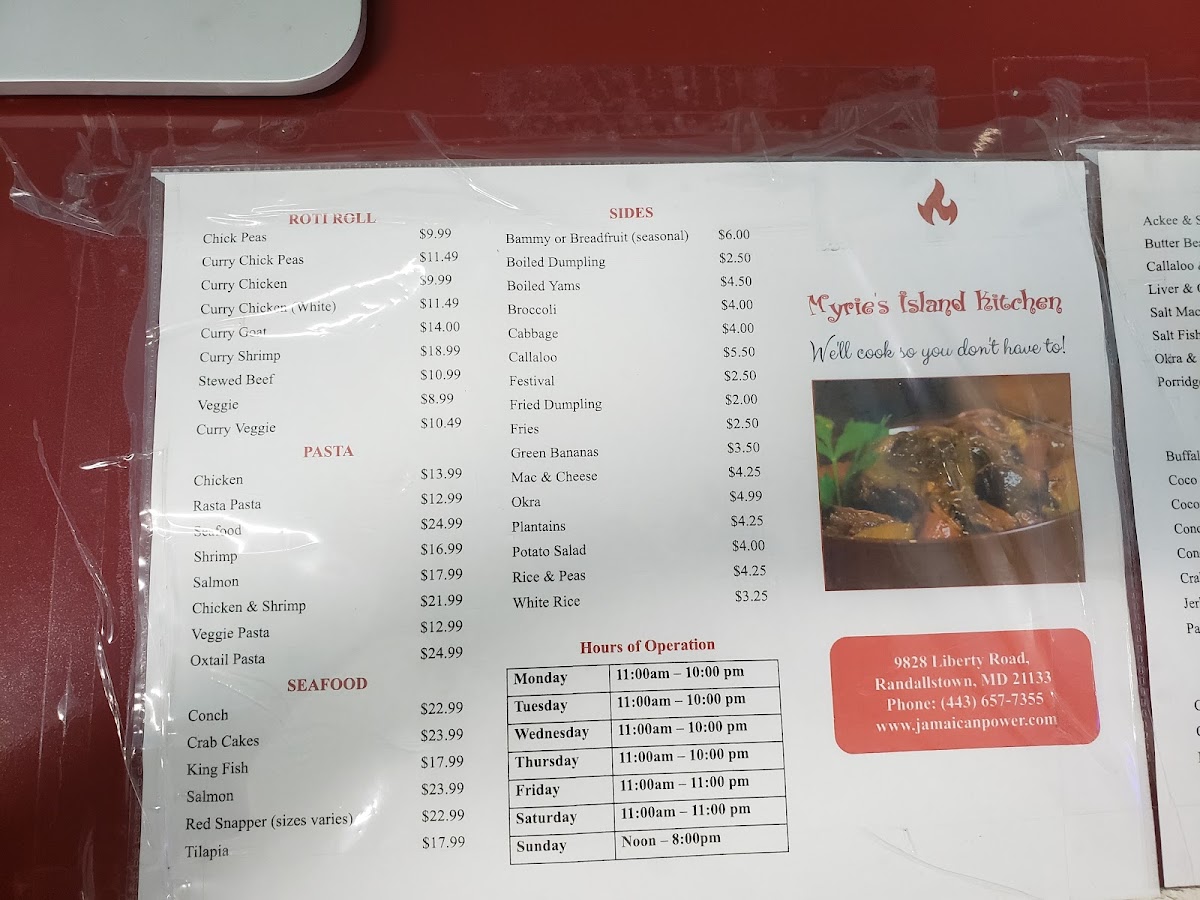 ROTI ROLL
Chick Peas $9.99
Curry Chick Peas $11.49
Curry Chicken $9.99
Curry Chicken (White) $11.49
Curry Goat $14.00
Curry Shrimp $18.99
Stewed Beef $10.99
Veggie $8.99
Curry Veggie $10.49
PASTA
Chicken $13.99
Rasta Pasta $12.99
Seafood $24.99
Shrimp $16.99
Salmon $17.99
Chicken & Shrimp $21.99
Veggie Pasta $12.99
Oxtail Pasta $24.99
SEAFOOD
Conch $22.99
Crab Cakes $23.99
King Fish $17.99
Salmon $23.99
Red Snapper (sizes varies) $22.99
Tilapia $17.99
SIDES
Bammy or Breadfruit (seasonal) $6.00
Boiled Dumpling $2.50
Boiled Yams $4.50
Broccoli $4.00
Cabbage $4.00
Callaloo $5.50
Festival $2.50
Fried Dumpling $2.00
Fries $2.50
Green Bananas $3.50
Mac & Cheese $4.25
Okra $4.99
Plantains $4.25
Potato Salad $4.00
Rice & Peas $4.25
White Rice $3.25
Hours of Operation
Monday 11:00am – 10:00 pm
Tuesday 11:00am – 10:00 pm
Wednesday 11:00am – 10:00 pm
Thursday 11:00am – 10:00 pm
Friday 11:00am – 11:00 pm
Saturday 11:00am – 11:00 pm
Sunday Noon – 8:00pm
Myrie's Island Kitchen
We'll cook so you don't have to!
9828 Liberty Road,
Randallstown, MD 21133
Phone: (443) 657-7355
www.jamaicanpower.com
Ackee &
Butter
Callaloo
Liver &
Salt
Salt
Okra &
Coco